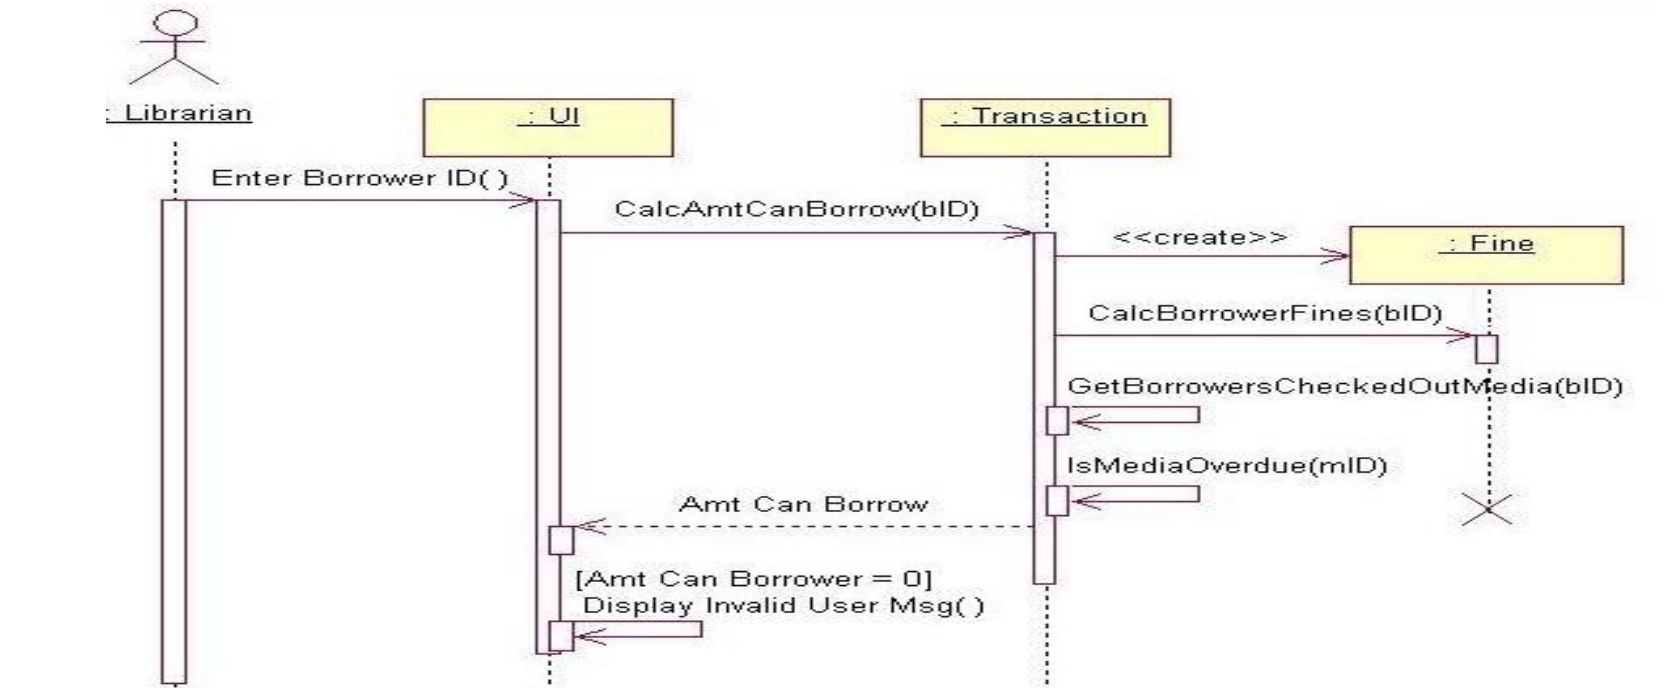 : Librarian
: UI
: Transaction
Enter Borrower ID( )
CalcAmtCanBorrow(bID)
<<create>>
: Fine
CalcBorrowerFines(bID)
GetBorrowersCheckedOutMedia(bID)
IsMediaOverdue(mID)
Amt Can Borrow
[Amt Can Borrower = 0]
Display Invalid User Msg( )